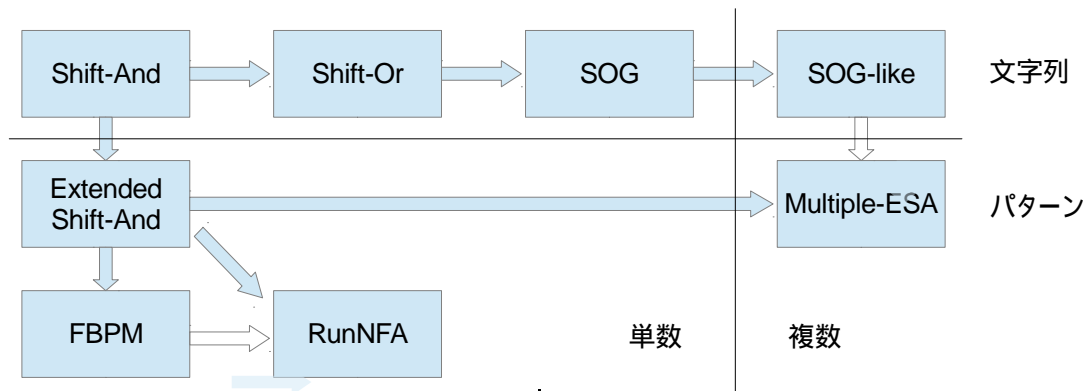 Shift-And
Shift-Or
SOG
SOG-like
文字列
Extended
Shift-And
Multiple-ESA
パターン
FBPM
RunNFA
単数
複数